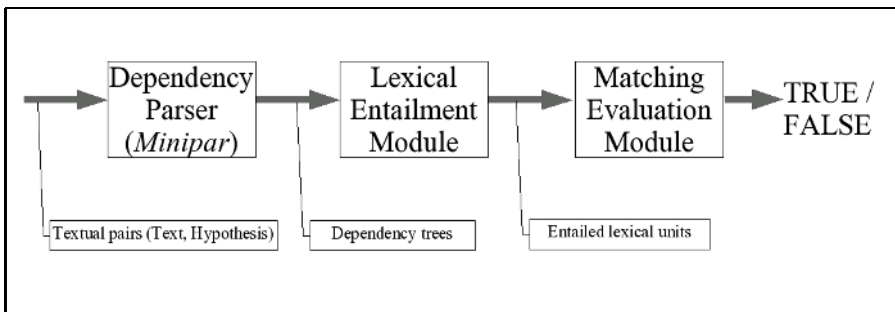 Dependency
Parser
(Minipar)
Lexical
Entailment
Module
Matching
Evaluation
Module
TRUE /
FALSE
Textual pairs (Text, Hypothesis)
Dependency trees
Entailed lexical units